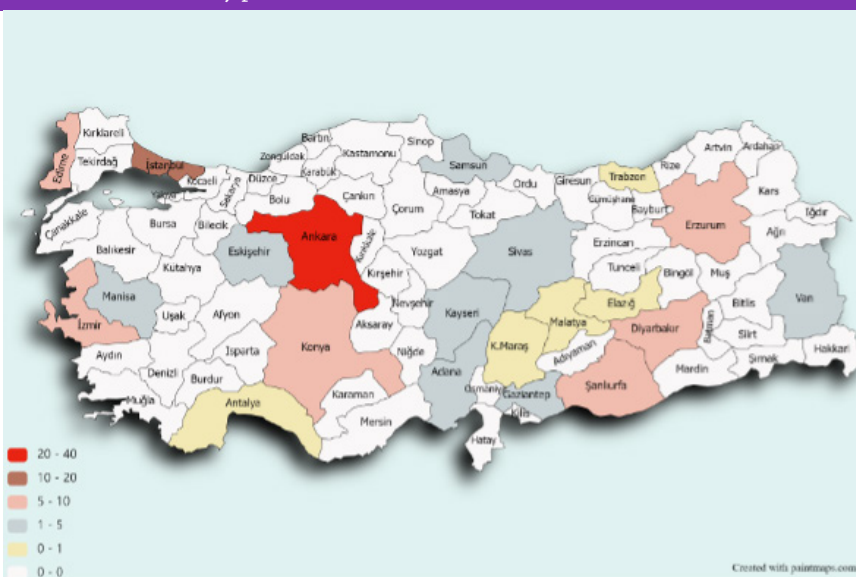 Kırklareli
Edirne
Tekirdağ
İstanbul
Kocaeli
Yalova
Sakarya
Düzce
Zonguldak
Bartın
Karabük
Kastamonu
Sinop
Samsun
Ordu
Giresun
Trabzon
Rize
Artvin
Ardahan
Kars
Iğdır
Ağrı
Erzurum
Bayburt
Gümüşhane
Çanakkale
Balıkesir
Bursa
Bilecik
Bolu
Çankırı
Çorum
Amasya
Tokat
Eskişehir
Ankara
Kırıkkale
Yozgat
Sivas
Erzincan
Tunceli
Bingöl
Muş
Bitlis
Van
Kütahya
Manisa
İzmir
Uşak
Afyon
Kırşehir
Nevşehir
Kayseri
Malatya
Elazığ
Diyarbakır
Batman
Siirt
Şırnak
Hakkari
Aydın
Denizli
Isparta
Burdur
Konya
Aksaray
Niğde
K.Maraş
Adıyaman
Mardin
Muğla
Antalya
Karaman
Mersin
Adana
Osmaniye
Gaziantep
Kilis
Şanlıurfa
Hatay
20 - 40
10 - 20
5 - 10
1 - 5
0 - 1
0 - 0
Created with paintmaps.com